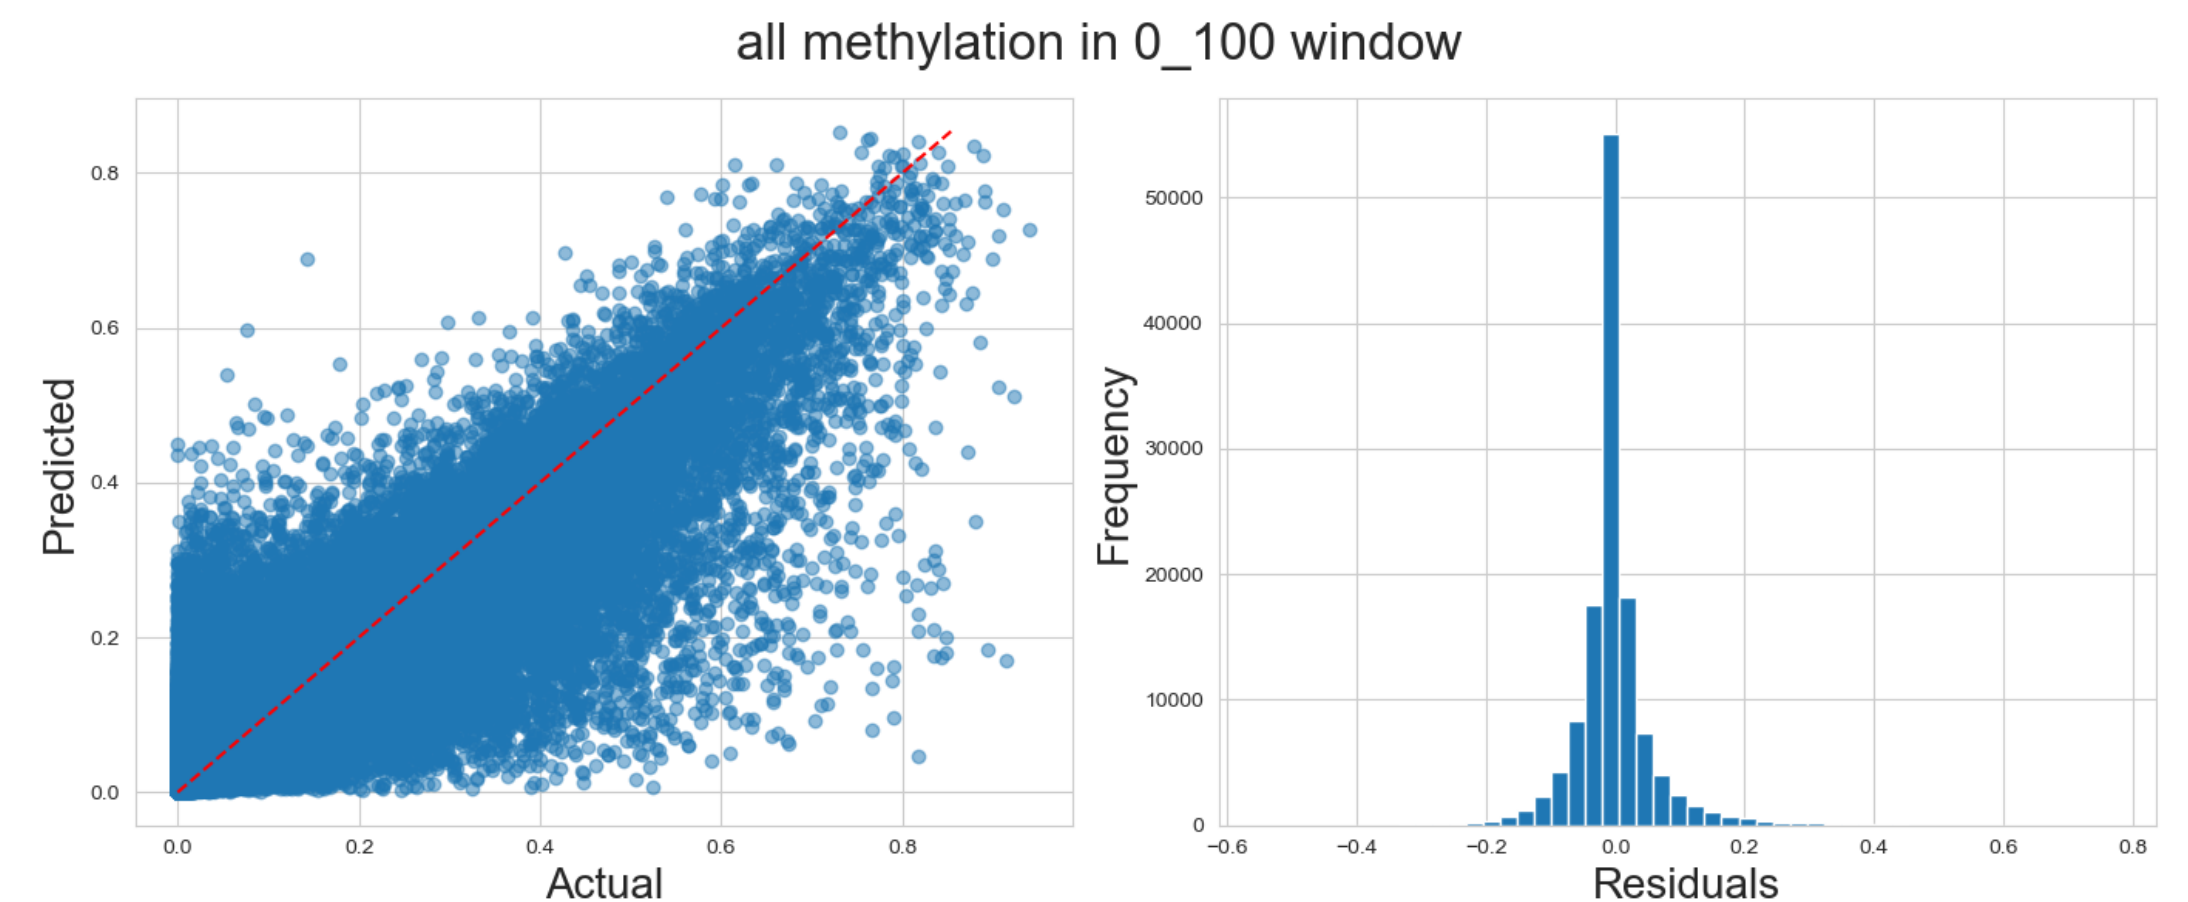 all methylation in 0_100 window
Predicted
0.8
0.6
0.4
0.2
0.0
0.0 0.2 0.4 0.6 0.8
Actual
Frequency
50000
40000
30000
20000
10000
0
−0.6 −0.4 −0.2 0.0 0.2 0.4 0.6 0.8
Residuals